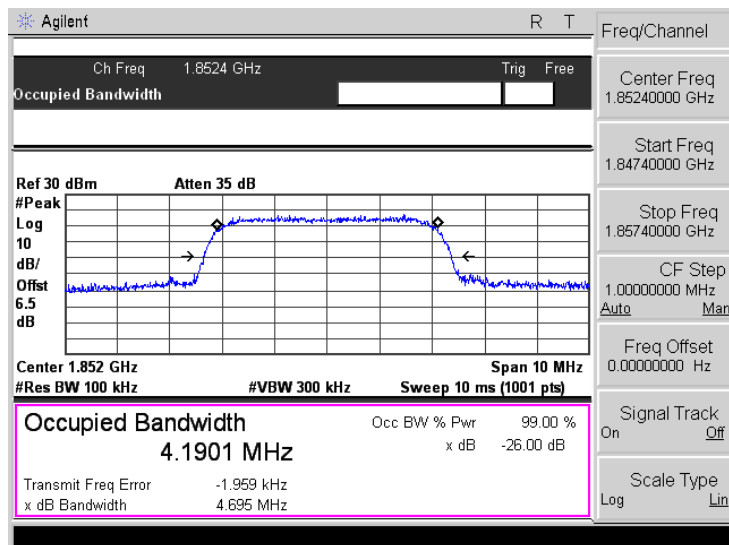 Agilent R T
Ch Freq 1.8524 GHz Trig Free
Occupied Bandwidth
Ref 30 dBm Atten 35 dB
#Peak
Log
10
dB/
Offst
6.5
dB
Center 1.852 GHz Span 10 MHz
#Res BW 100 kHz #VBW 300 kHz Sweep 10 ms (1001 pts)
Occupied Bandwidth
4.1901 MHz
Occ BW % Pwr 99.00 %
x dB -26.00 dB
Transmit Freq Error -1.959 kHz
x dB Bandwidth 4.695 MHz
Freq/Channel
Center Freq
1.85240000 GHz
Start Freq
1.84740000 GHz
Stop Freq
1.85740000 GHz
CF Step
1.00000000 MHz
Auto Man
Freq Offset
0.00000000 Hz
Signal Track
On Off
Scale Type
Log Lin